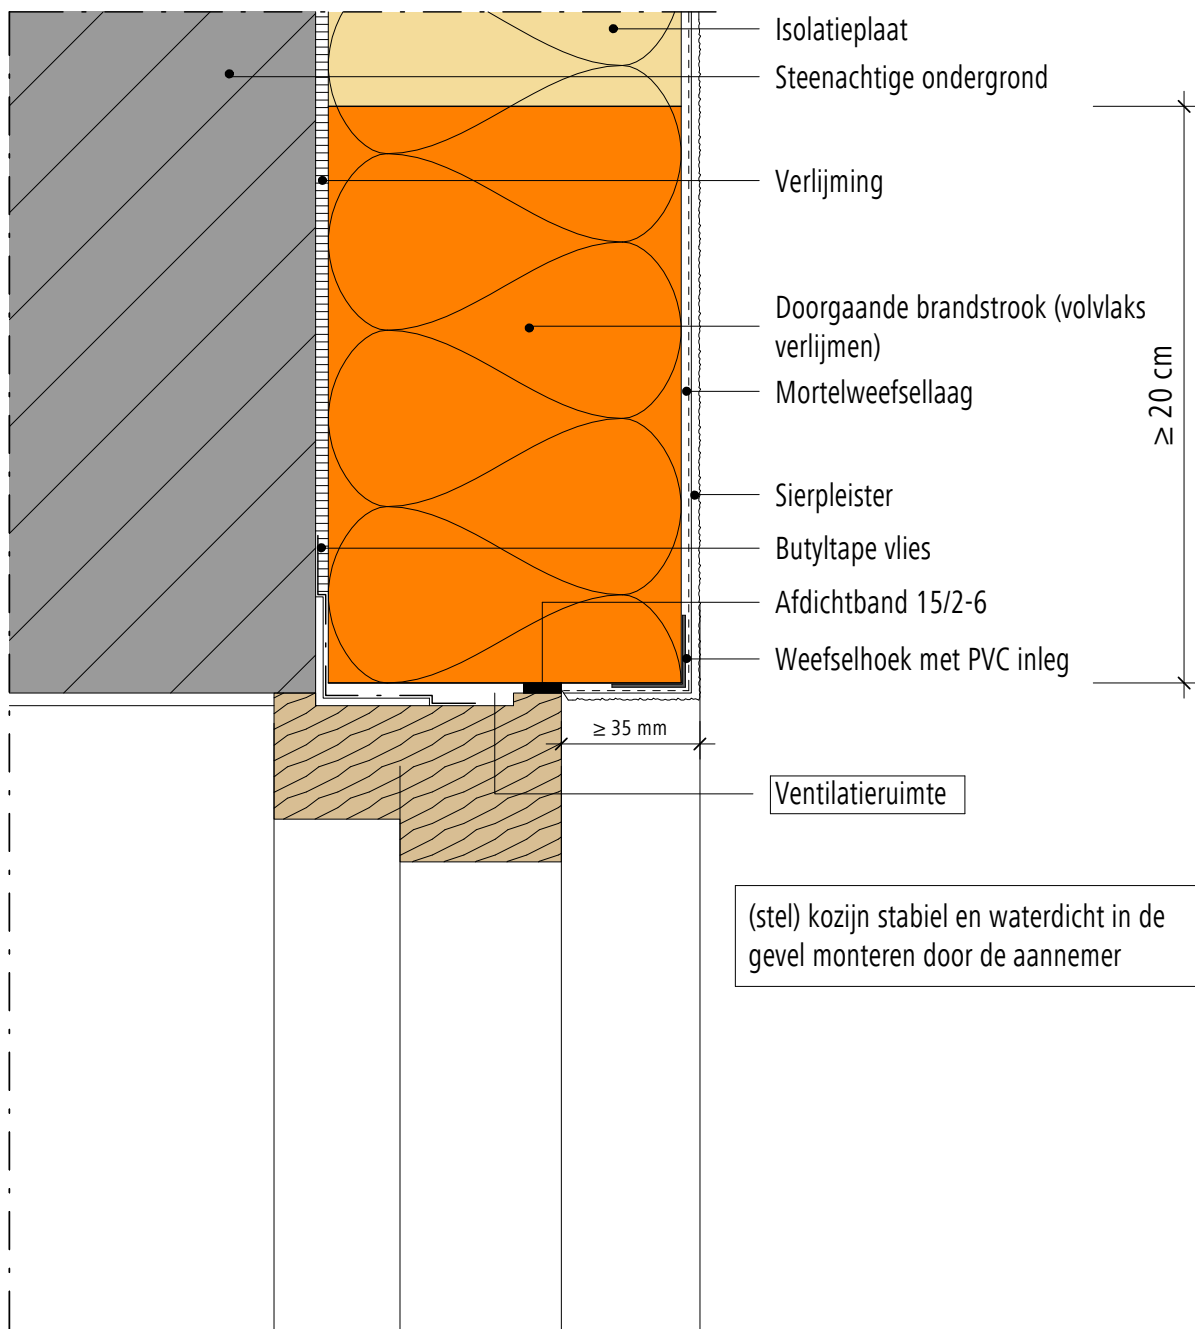 Isolatieplaat
Steenachtige ondergrond
Verlijming
Doorgaande brandstrook (volvlaks
verlijmen)
Mortelweefsellaag
≥ 20 cm
Sierpleister
Butyltape vlies
Afdichtband 15/2-6
Weefselhoek met PVC inleg
≥ 35 mm
Ventilatieruimte
(stel) kozijn stabiel en waterdicht in de
gevel monteren door de aannemer